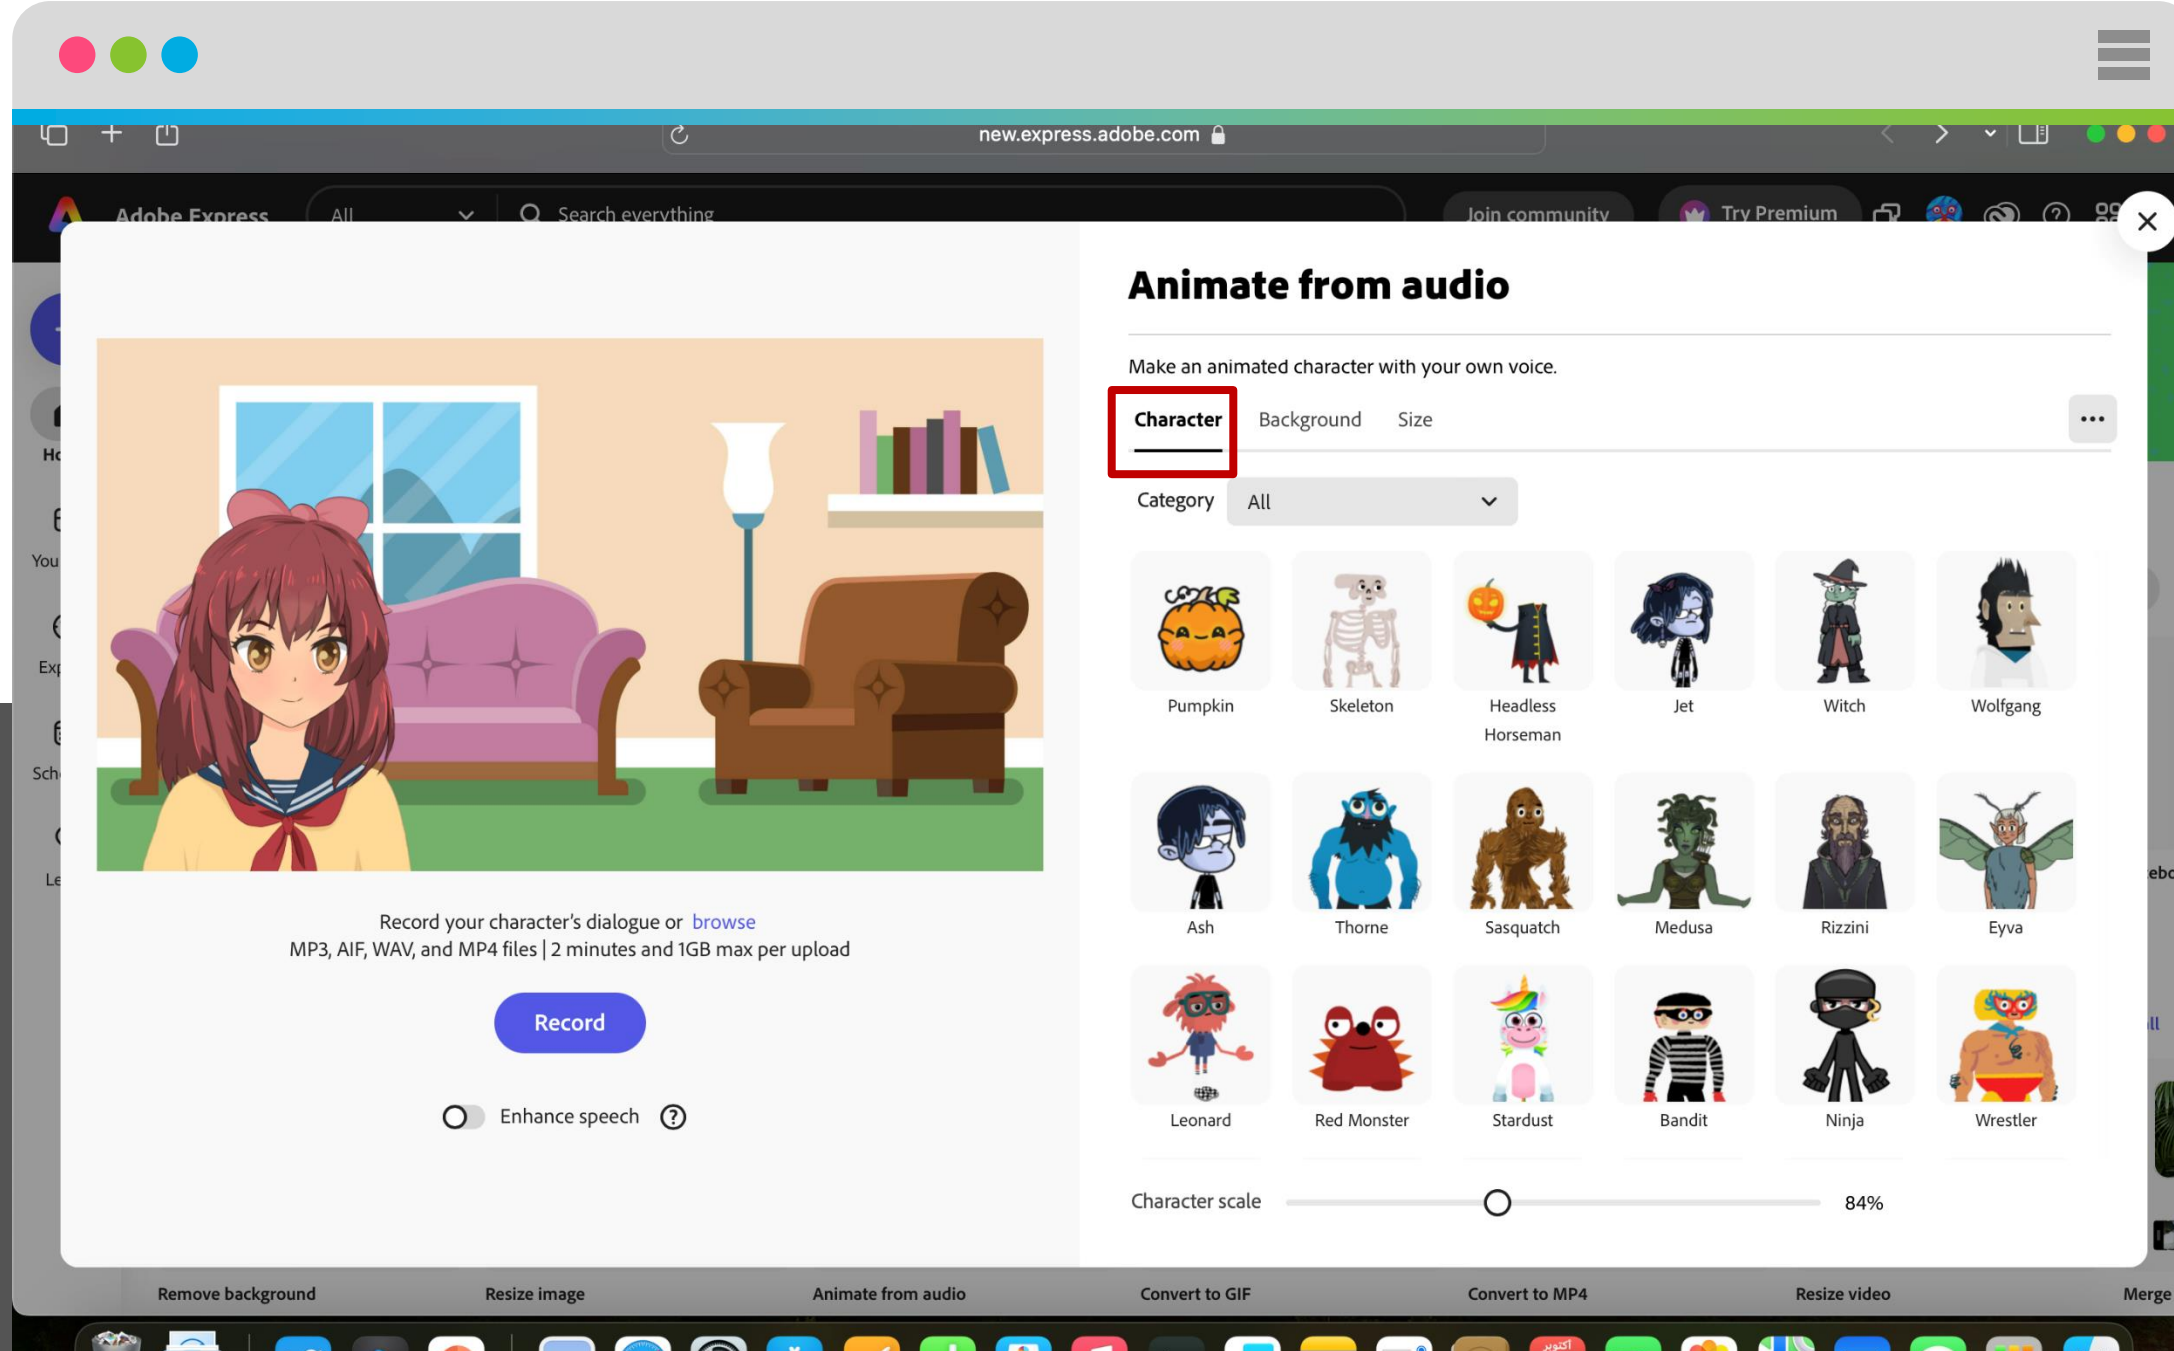 new.express.adobe.com
Adobe Express
All
Search everything
Join community
Try Premium
Animate from audio
Make an animated character with your own voice.
Character
Background
Size
Category
All
Pumpkin
Skeleton
Headless
Horseman
Jet
Witch
Wolfgang
Ash
Thorne
Sasquatch
Medusa
Rizzini
Eyva
Leonard
Red Monster
Stardust
Bandit
Ninja
Wrestler
Character scale
84%
Record your character's dialogue or browse
MP3, AIF, WAV, and MP4 files | 2 minutes and 1GB max per upload
Record
Enhance speech
You
Remove background
Resize image
Animate from audio
Convert to GIF
Convert to MP4
Resize video
Merge
أكتوبر